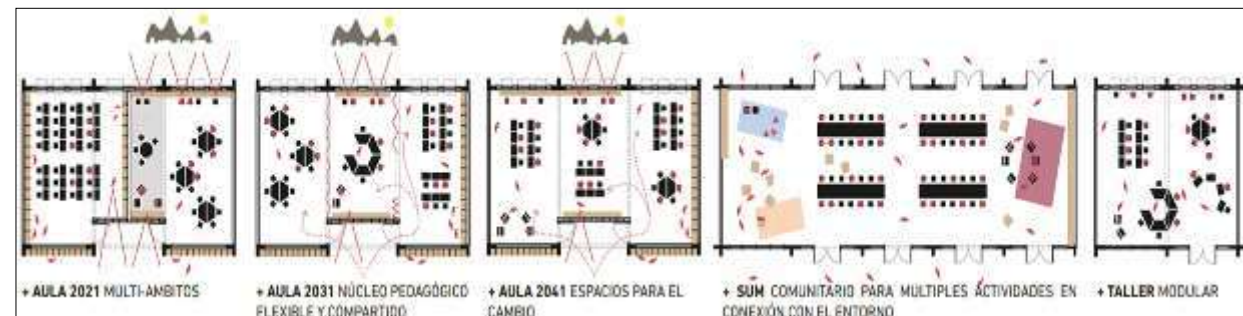 + AULA 2021 MULTI-AMBITOS
+ AULA 2031 NÚCLEO PEDAGÓGICO
FLEXIBLE Y COMPARTIDO
+ AULA 2041 ESPACIOS PARA EL
CAMBIO
+ SUM COMUNITARIO PARA MULTIPLES ACTIVIDADES EN
CONEXIÓN CON EL ENTORNO
+ TALLER MODULAR